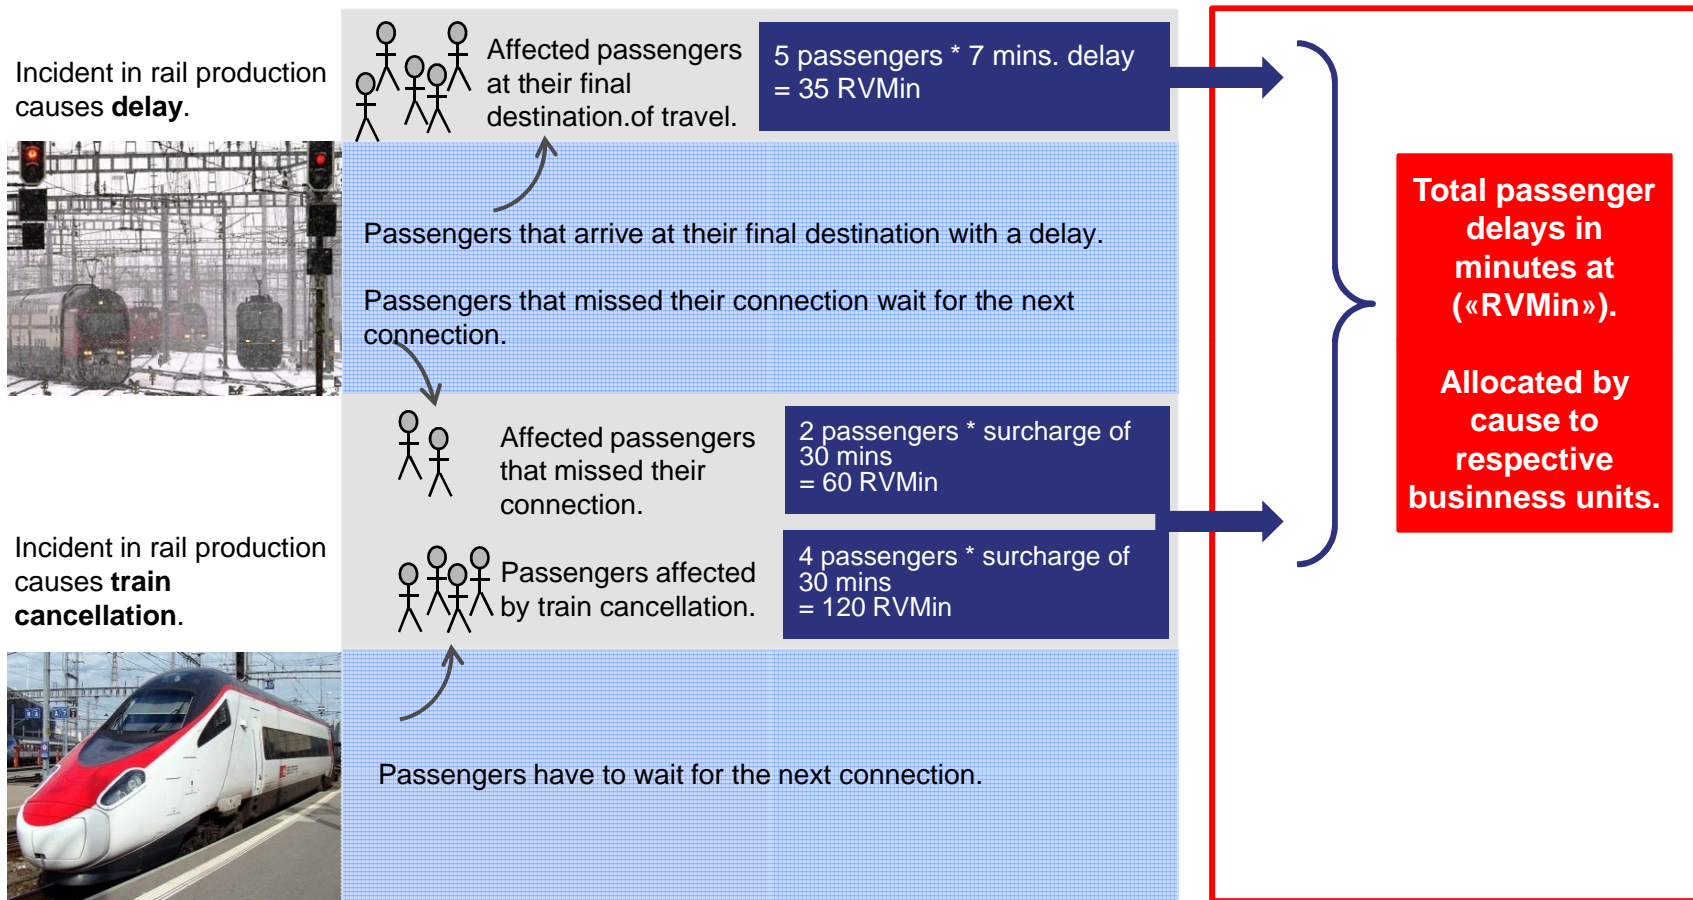 Incident in rail production
causes delay.
Affected passengers
at their final
destination.of travel.
5 passengers * 7 mins. delay
= 35 RVMin
Passengers that arrive at their final destination with a delay.
Passengers that missed their connection wait for the next
connection.
Affected passengers
that missed their
connection.
2 passengers * surcharge of
30 mins
= 60 RVMin
Incident in rail production
causes train
cancellation.
Passengers affected
by train cancellation.
4 passengers * surcharge of
30 mins
= 120 RVMin
Passengers have to wait for the next connection.
Total passenger
delays in
minutes at
(«RVMin»).
Allocated by
cause to
respective
businness units.